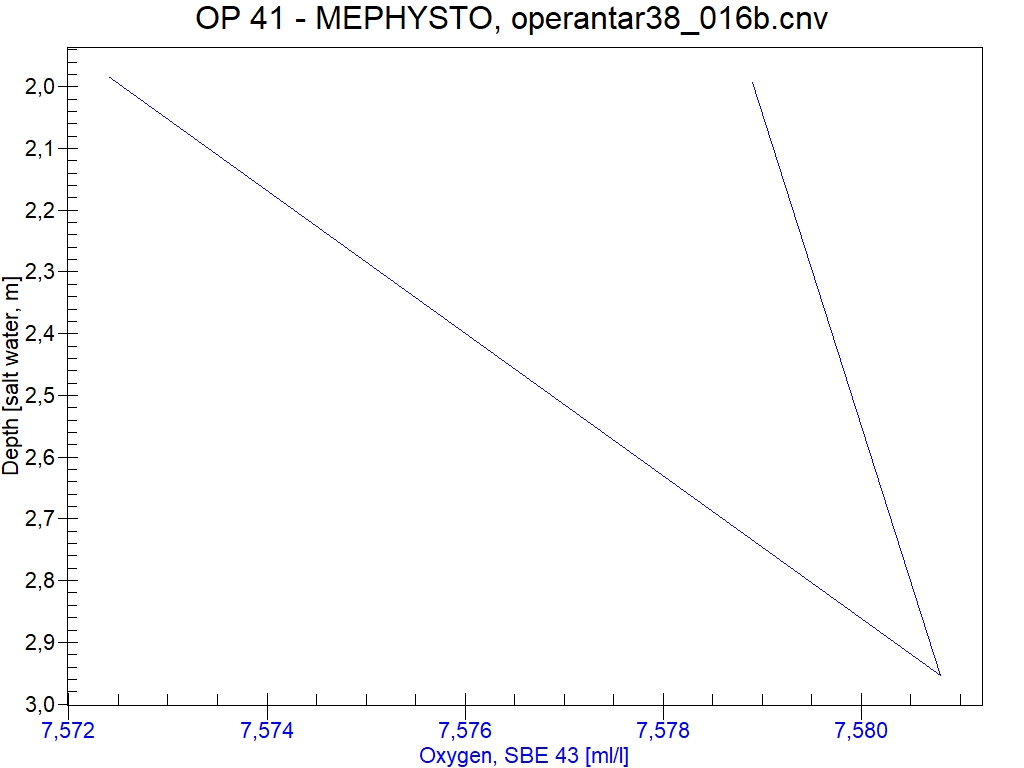 OP 41 - MEPHYSTO, operantar38_016b.cnv
Depth [salt water, m]
2,0
2,1
2,2
2,3
2,4
2,5
2,6
2,7
2,8
2,9
3,0
7,572 7,574 7,576 7,578 7,580
Oxygen, SBE 43 [ml/l]